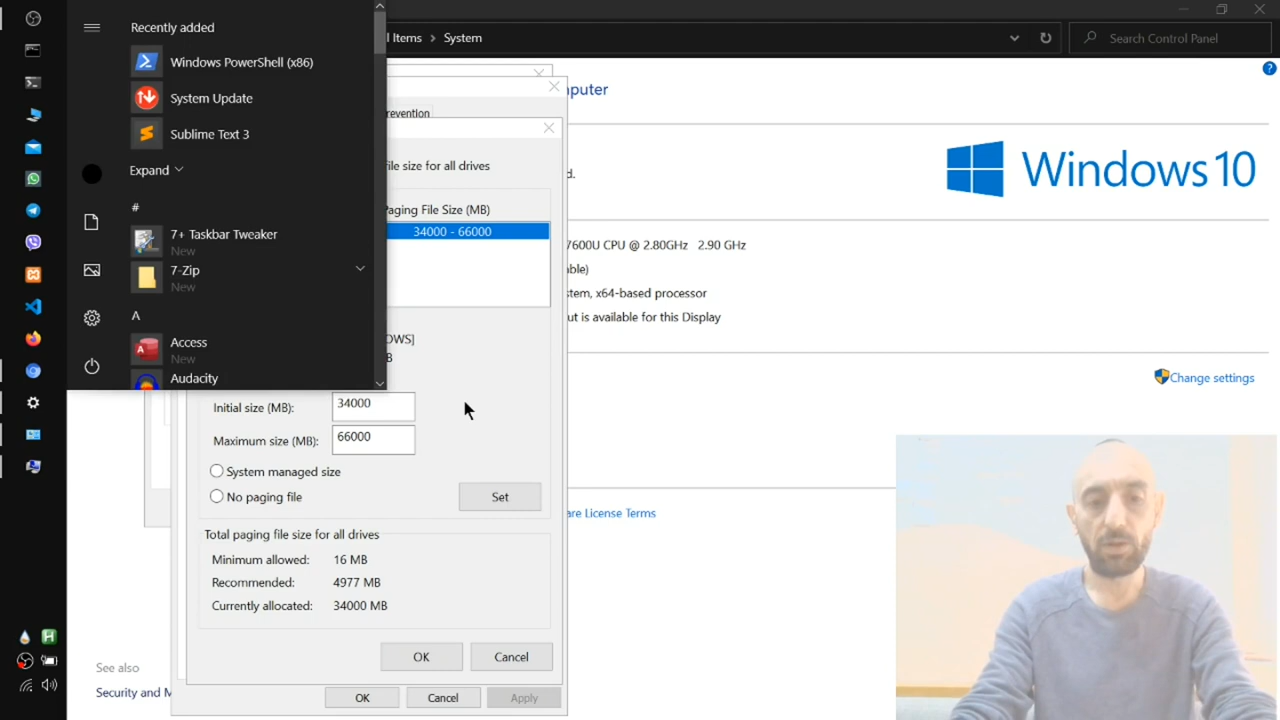 Recently added
Windows PowerShell (x86)
System Update
Sublime Text 3
Expand
#
7+ Taskbar Tweaker
New
7-Zip
New
A
Access
New
Audacity
l Items > System
Search Control Panel
?
mputer
Windows 10
d.
7600U CPU @ 2.80GHz 2.90 GHz
ble)
stem, x64-based processor
ut is available for this Display
Change settings
are License Terms
See also
Security and M
revention
ile size for all drives
Paging File Size (MB)
34000 - 66000
OWS]
B
Initial size (MB): 34000
Maximum size (MB): 66000
System managed size
No paging file
Set
Total paging file size for all drives
Minimum allowed: 16 MB
Recommended: 4977 MB
Currently allocated: 34000 MB
OK Cancel
OK Cancel Apply